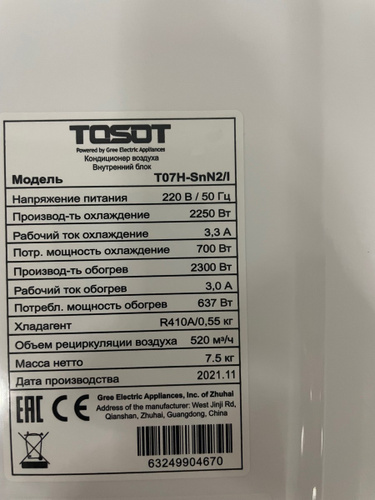 TOSOT
Powered by Gree Electric Appliances
Кондиционер воздуха
Внутренний блок
Модель T07H-SnN2/I
Напряжение питания 220 В / 50 Гц
Производ-ть охлаждение 2250 Вт
Рабочий ток охлаждение 3,3 А
Потр. мощность охлаждение 700 Вт
Производ-ть обогрев 2300 Вт
Рабочий ток обогрев 3,0 А
Потребл. мощность обогрев 637 Вт
Хладагент R410A/0,55 кг
Объем рециркуляции воздуха 520 м³/ч
Масса нетто 7.5 кг
Дата производства 2021.11
EAC CE
Gree Electric Appliances, Inc. of Zhuhai
Address of the manufacturer: West Jinji Rd,
Qianshan, Zhuhai, Guangdong, China
63249904670